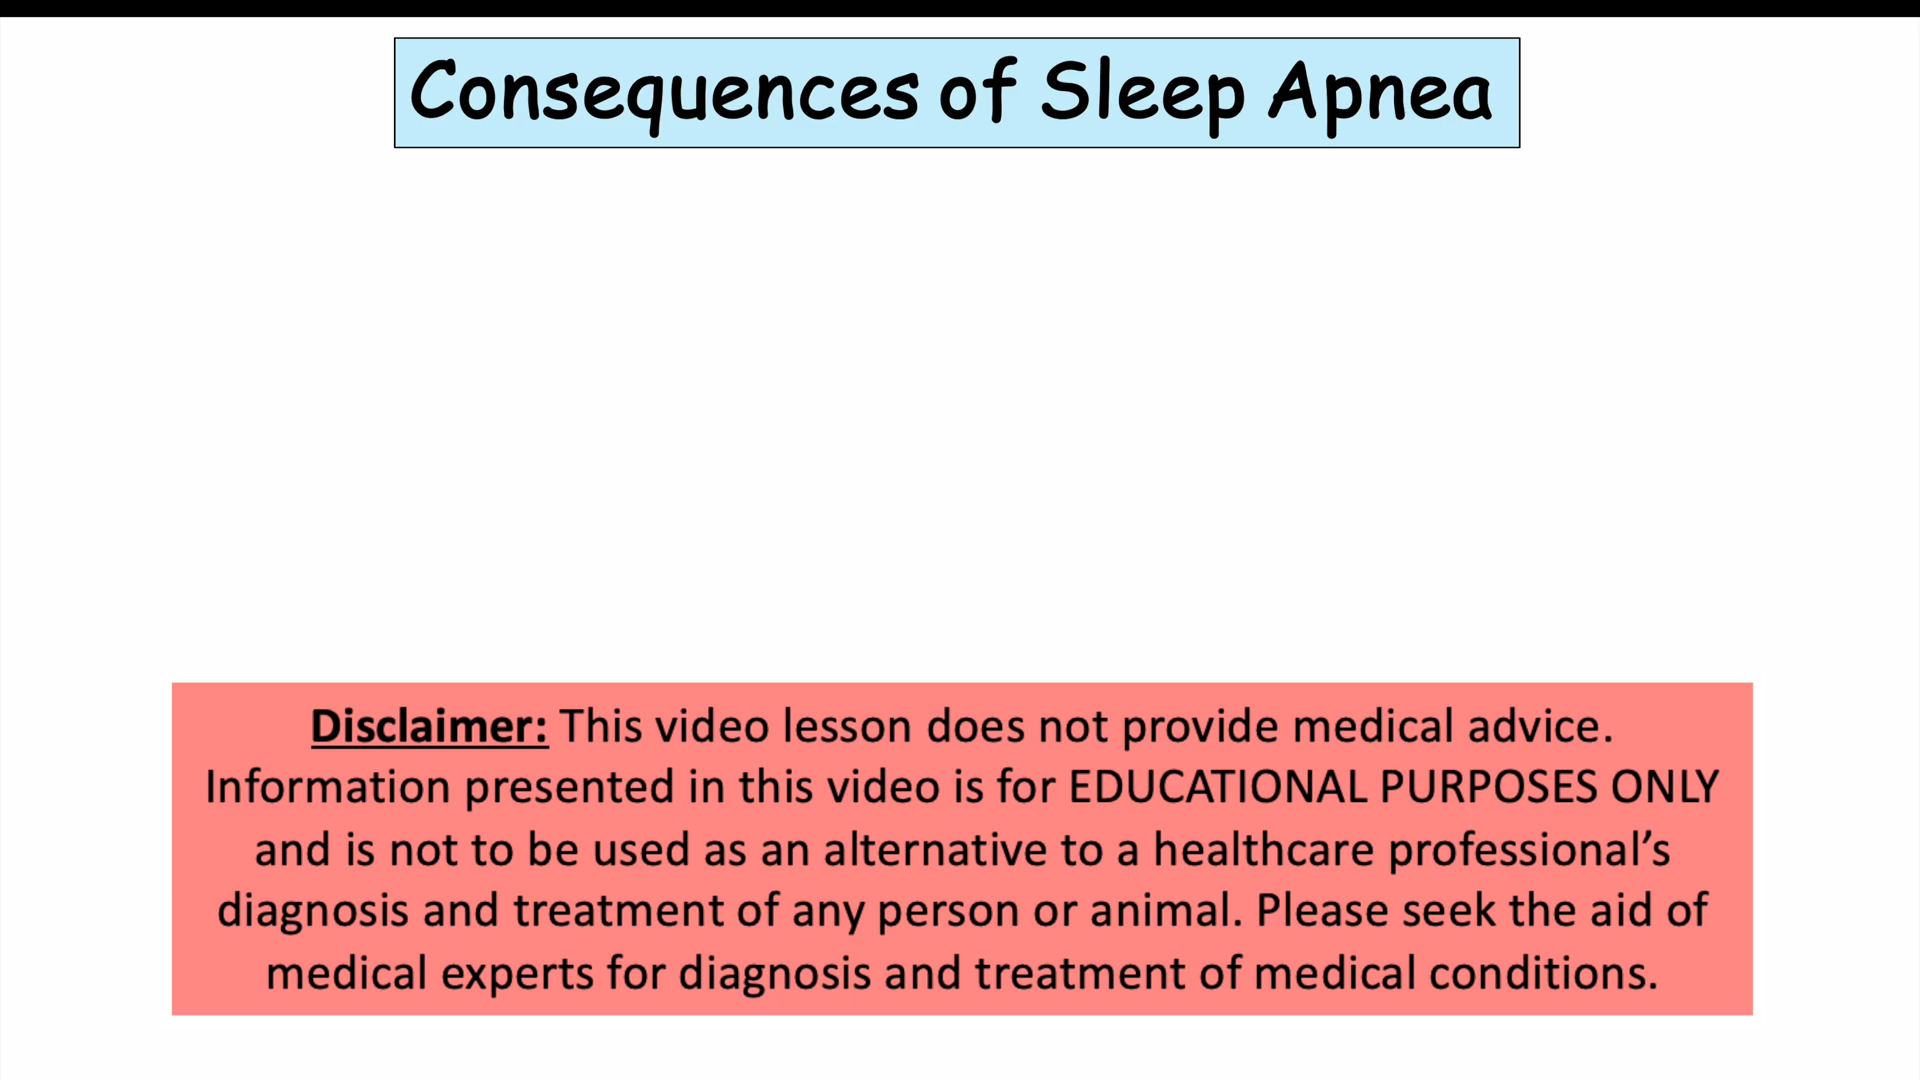 Consequences of Sleep Apnea
Disclaimer: This video lesson does not provide medical advice.
Information presented in this video is for EDUCATIONAL PURPOSES ONLY
and is not to be used as an alternative to a healthcare professional’s
diagnosis and treatment of any person or animal. Please seek the aid of
medical experts for diagnosis and treatment of medical conditions.